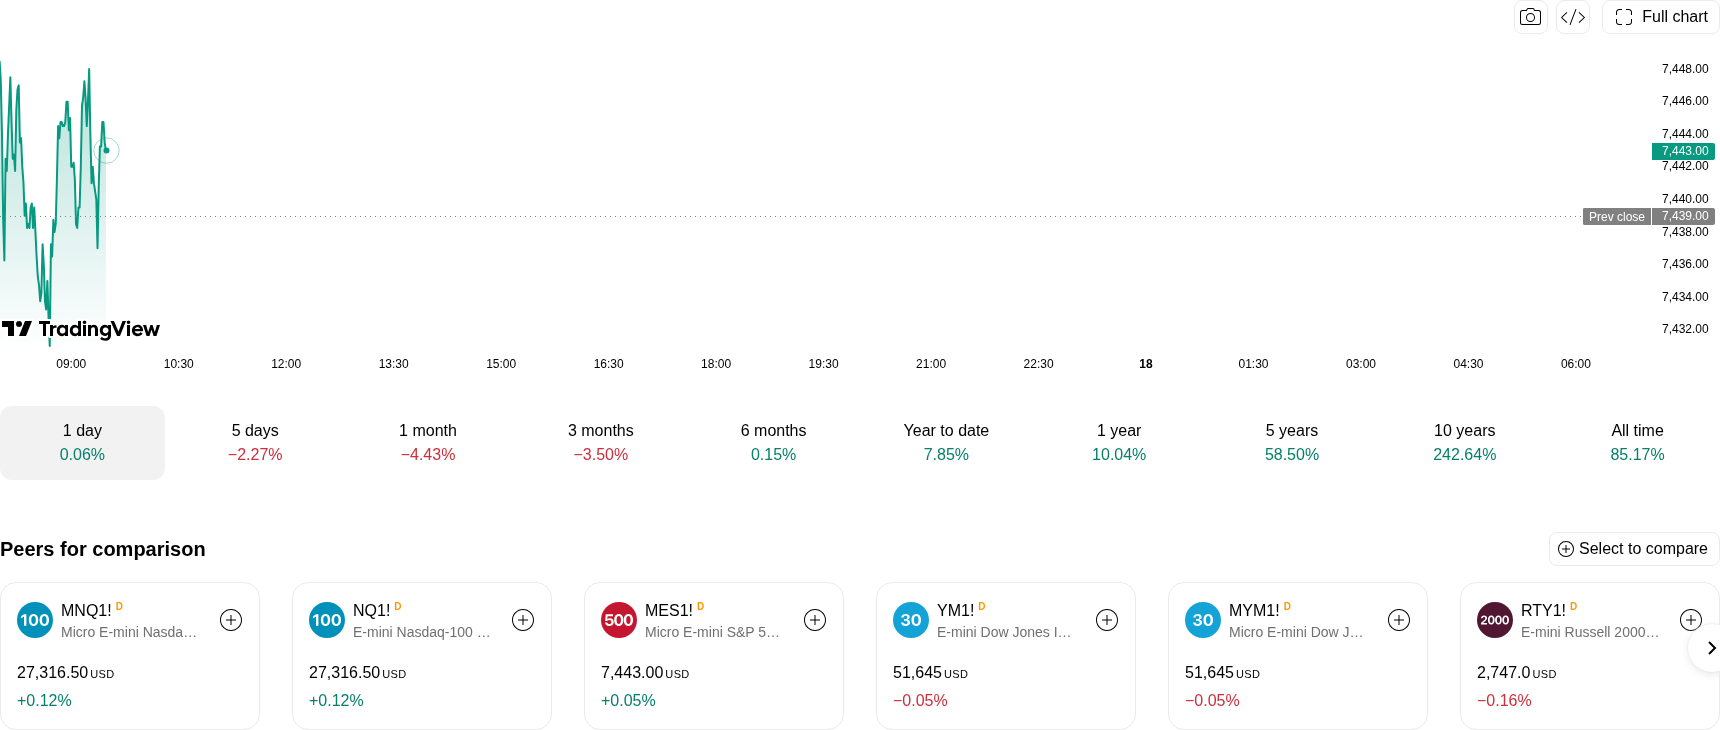 Full chart
7,448.00
7,446.00
7,444.00
7,443.00
7,442.00
7,440.00
Prev close 7,439.00
7,438.00
7,436.00
7,434.00
7,432.00
TradingView
09:00 10:30 12:00 13:30 15:00 16:30 18:00 19:30 21:00 22:30 18 01:30 03:00 04:30 06:00
1 day 5 days 1 month 3 months 6 months Year to date 1 year 5 years 10 years All time
0.06% −2.27% −4.43% −3.50% 0.15% 7.85% 10.04% 58.50% 242.64% 85.17%
Peers for comparison
Select to compare
100 MNQ1! D
Micro E-mini Nasda…
27,316.50 USD
+0.12%
100 NQ1! D
E-mini Nasdaq-100 …
27,316.50 USD
+0.12%
500 MES1! D
Micro E-mini S&P 5…
7,443.00 USD
+0.05%
30 YM1! D
E-mini Dow Jones I…
51,645 USD
−0.05%
30 MYM1! D
Micro E-mini Dow J…
51,645 USD
−0.05%
2000 RTY1! D
E-mini Russell 2000…
2,747.0 USD
−0.16%